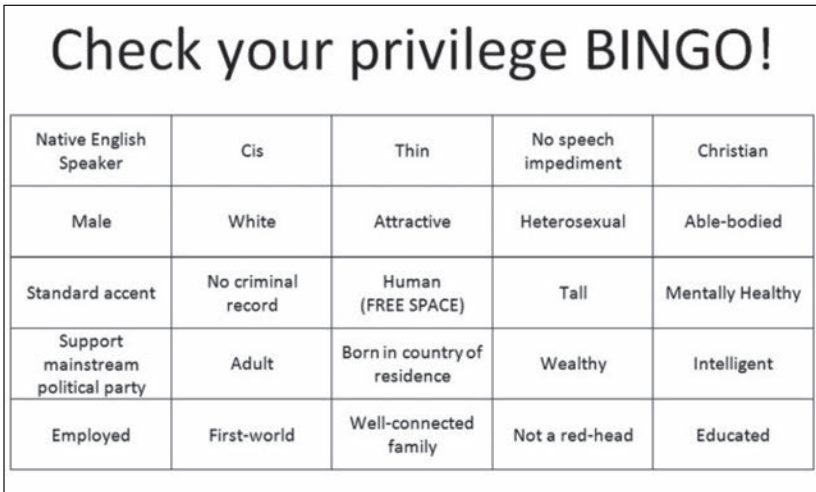 Check your privilege BINGO!
Native English
Speaker
Cis
Thin
No speech
impediment
Christian
Male
White
Attractive
Heterosexual
Able-bodied
Standard accent
No criminal
record
Human
(FREE SPACE)
Tall
Mentally Healthy
Support
mainstream
political party
Adult
Born in country of
residence
Wealthy
Intelligent
Employed
First-world
Well-connected
family
Not a red-head
Educated